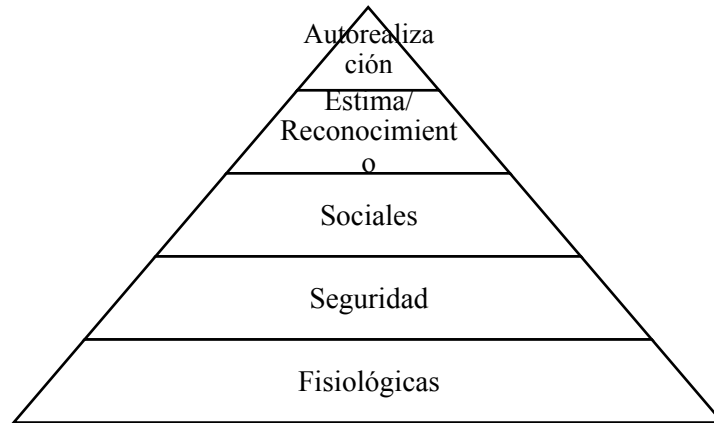 Autorealiza
ción
Estima/
Reconocimient
o
Sociales
Seguridad
Fisiológicas